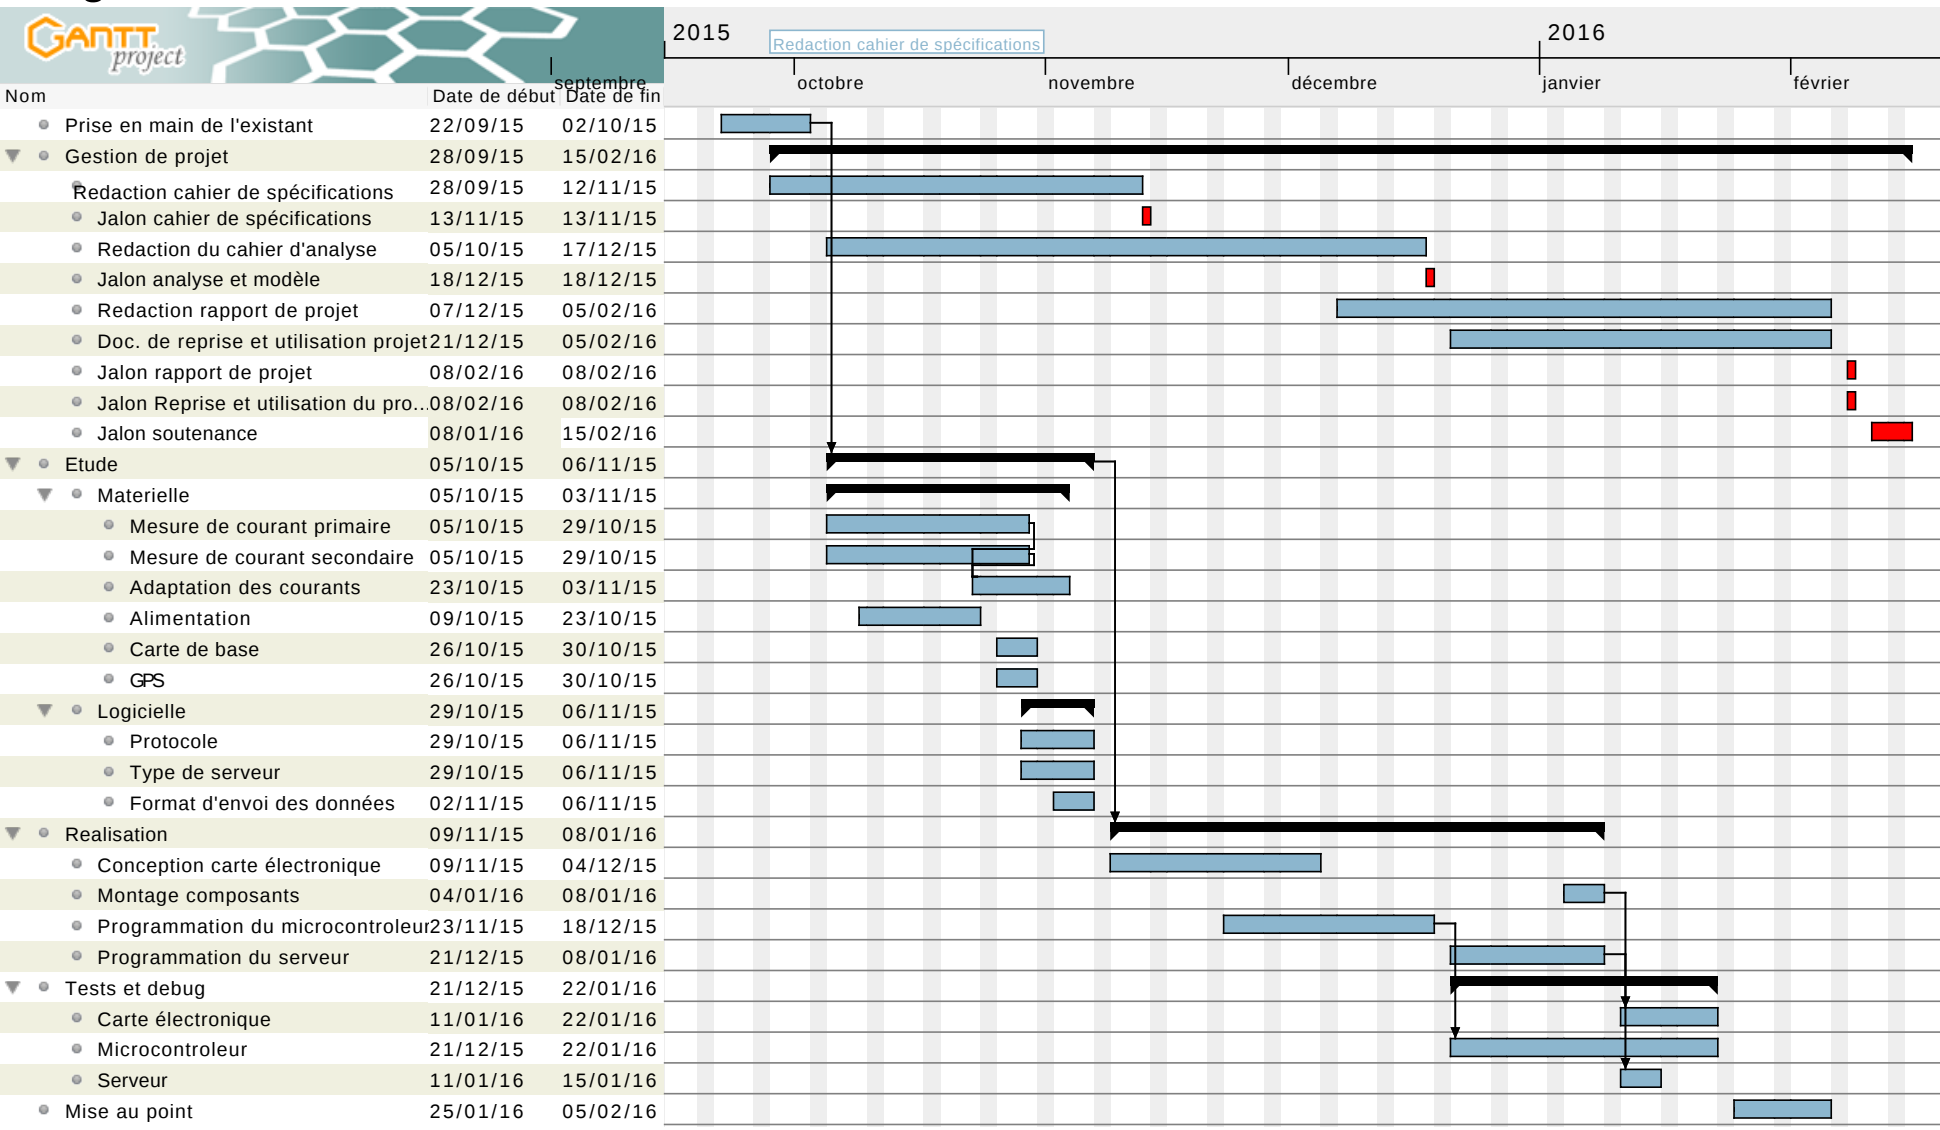 GANTT
project
2015
2016
Redaction cahier de spécifications
septembre
octobre
novembre
décembre
janvier
février
Nom Date de début Date de fin
Prise en main de l'existant 22/09/15 02/10/15
Gestion de projet 28/09/15 15/02/16
Redaction cahier de spécifications 28/09/15 12/11/15
Jalon cahier de spécifications 13/11/15 13/11/15
Redaction du cahier d'analyse 05/10/15 17/12/15
Jalon analyse et modèle 18/12/15 18/12/15
Redaction rapport de projet 07/12/15 05/02/16
Doc. de reprise et utilisation projet 21/12/15 05/02/16
Jalon rapport de projet 08/02/16 08/02/16
Jalon Reprise et utilisation du pro... 08/02/16 08/02/16
Jalon soutenance 08/01/16 15/02/16
Etude 05/10/15 06/11/15
Materielle 05/10/15 03/11/15
Mesure de courant primaire 05/10/15 29/10/15
Mesure de courant secondaire 05/10/15 29/10/15
Adaptation des courants 23/10/15 03/11/15
Alimentation 09/10/15 23/10/15
Carte de base 26/10/15 30/10/15
GPS 26/10/15 30/10/15
Logicielle 29/10/15 06/11/15
Protocole 29/10/15 06/11/15
Type de serveur 29/10/15 06/11/15
Format d'envoi des données 02/11/15 06/11/15
Realisation 09/11/15 08/01/16
Conception carte électronique 09/11/15 04/12/15
Montage composants 04/01/16 08/01/16
Programmation du microcontroleur 23/11/15 18/12/15
Programmation du serveur 21/12/15 08/01/16
Tests et debug 21/12/15 22/01/16
Carte électronique 11/01/16 22/01/16
Microcontroleur 21/12/15 22/01/16
Serveur 11/01/16 15/01/16
Mise au point 25/01/16 05/02/16